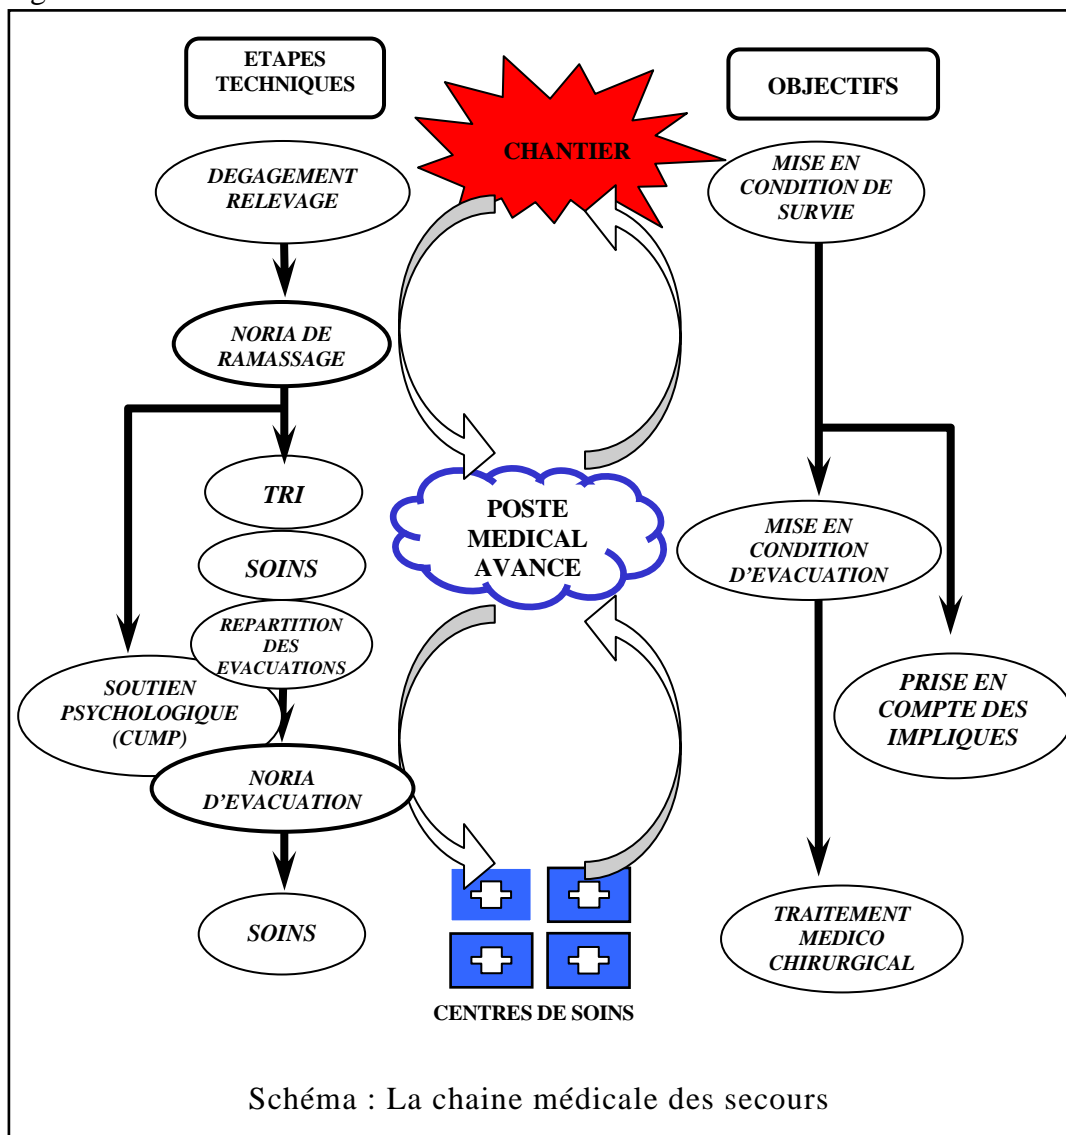 ETAPES
TECHNIQUES
DEGAGEMENT
RELEVAGE
NORIA DE
RAMASSAGE
TRI
SOINS
REPARTITION
DES
EVACUATIONS
SOUTIEN
PSYCHOLOGIQUE
(CUMP)
NORIA
D'EVACUATION
SOINS
CHANTIER
POSTE
MEDICAL
AVANCE
CENTRES DE SOINS
OBJECTIFS
MISE EN
CONDITION DE
SURVIE
MISE EN
CONDITION
D'EVACUATION
PRISE EN
COMPTE DES
IMPLIQUES
TRAITEMENT
MEDICO
CHIRURGICAL
Schéma : La chaine médicale des secours